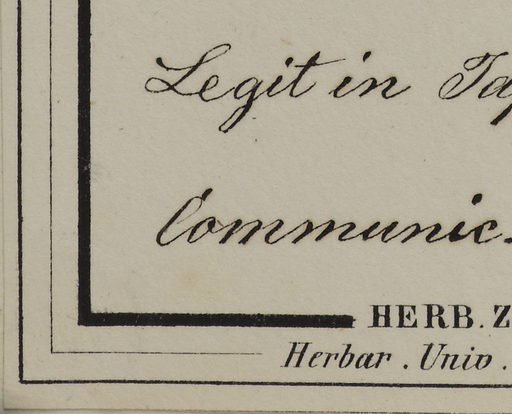 Legit in
Communic.
HERB. Z
Herbar. Univ.